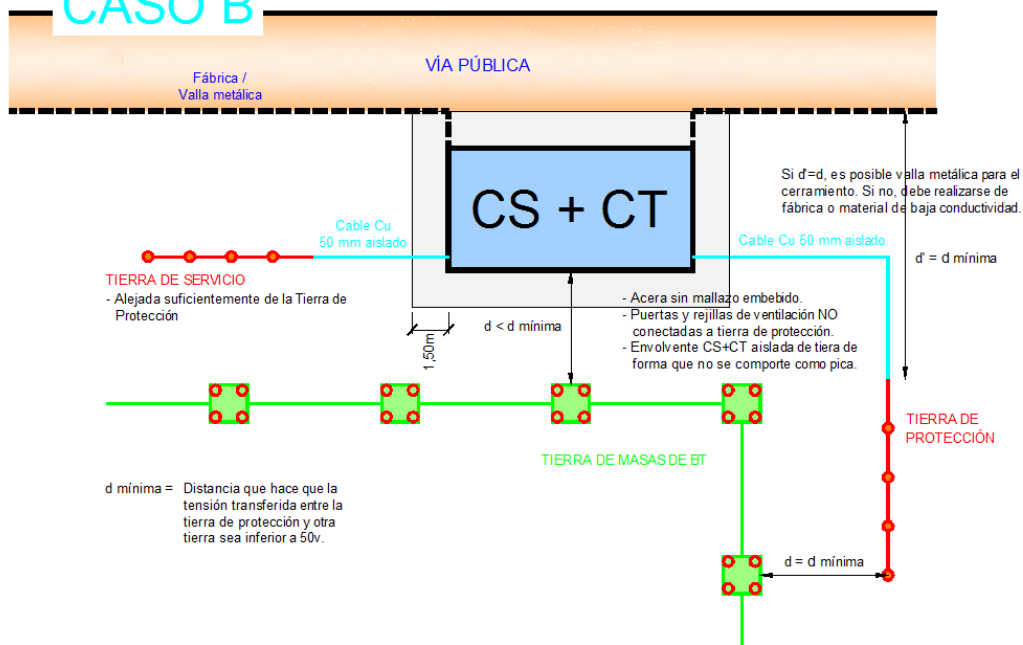 CASO B
VÍA PÚBLICA
Fábrica /
Valla metálica
CS + CT
Si d'=d, es posible valla metálica para el
cerramiento. Si no, debe realizarse de
fábrica o material de baja conductividad.
Cable Cu
50 mm aislado
Cable Cu 50 mm aislado
d' = d mínima
TIERRA DE SERVICIO
- Alejada suficientemente de la Tierra de
Protección
1,50m
d < d mínima
- Acera sin mallazo embebido.
- Puertas y rejillas de ventilación NO
conectadas a tierra de protección.
- Envolvente CS+CT aislada de tiera de
forma que no se comporte como pica.
TIERRA DE
PROTECCIÓN
TIERRA DE MASAS DE BT
d mínima = Distancia que hace que la
tensión transferida entre la
tierra de protección y otra
tierra sea inferior a 50v.
d = d mínima